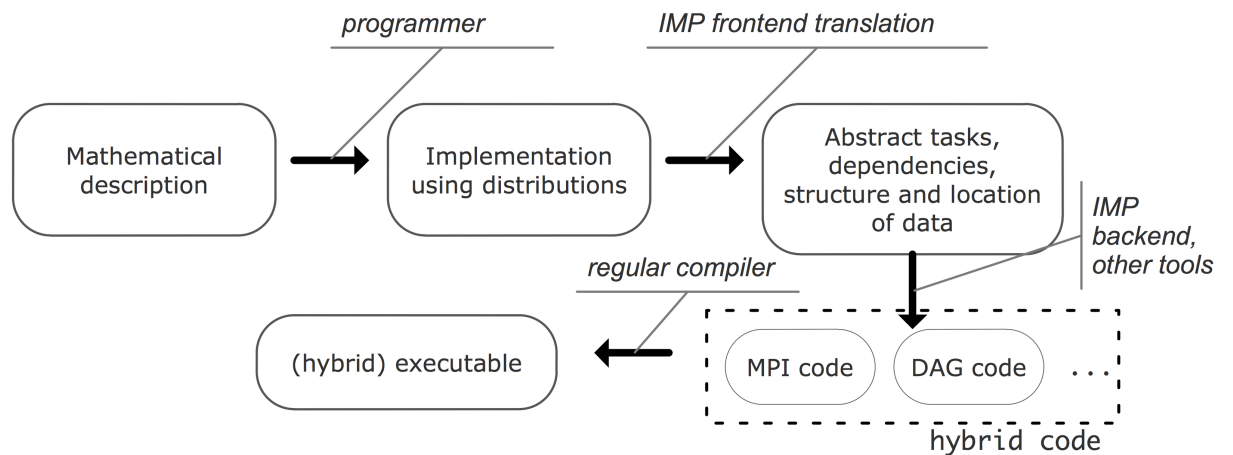 programmer
IMP frontend translation
Mathematical
description
Implementation
using distributions
Abstract tasks,
dependencies,
structure and location
of data
IMP
backend,
other tools
regular compiler
(hybrid) executable
MPI code
DAG code
...
hybrid code